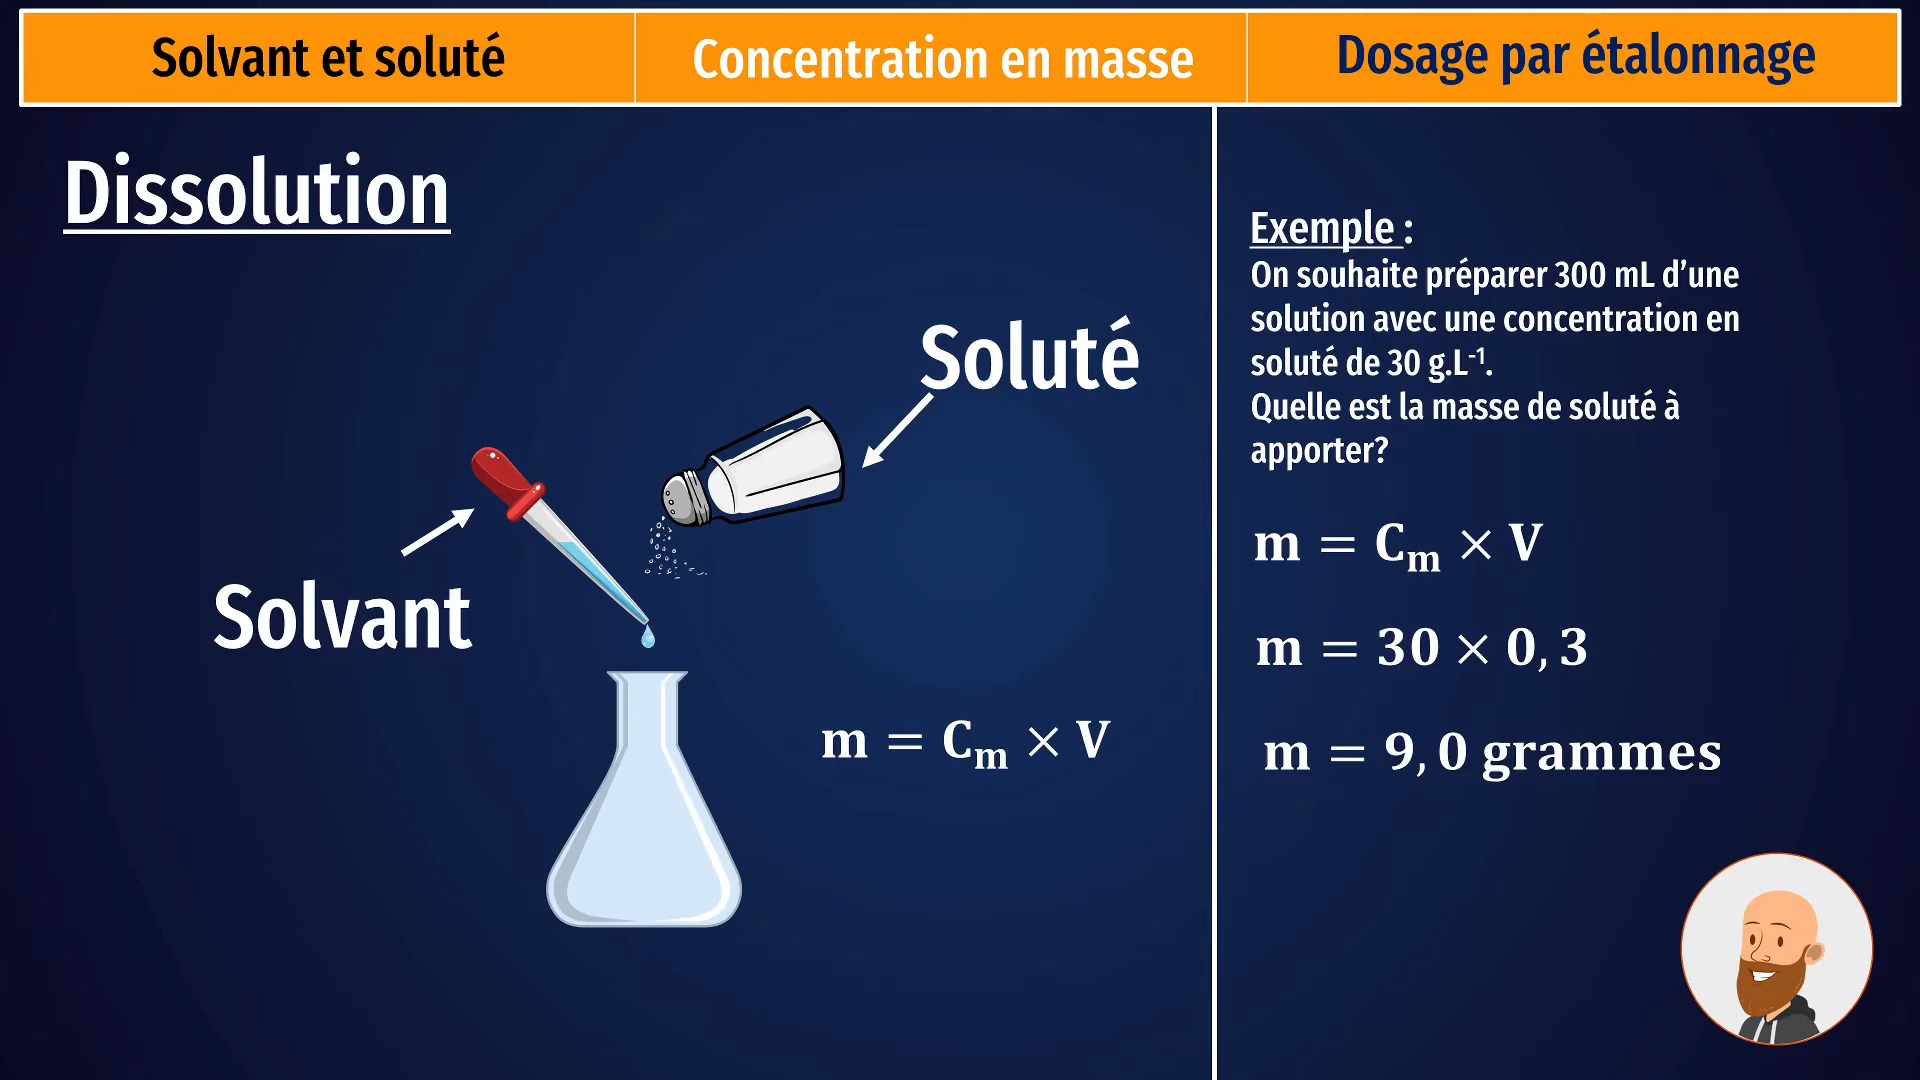 Solvant et soluté
Concentration en masse
Dosage par étalonnage
Dissolution
Soluté
Solvant
m = Cₘ × V
Exemple :
On souhaite préparer 300 mL d’une
solution avec une concentration en
soluté de 30 g.L⁻¹.
Quelle est la masse de soluté à
apporter?
m = Cₘ × V
m = 30 × 0, 3
m = 9, 0 grammes